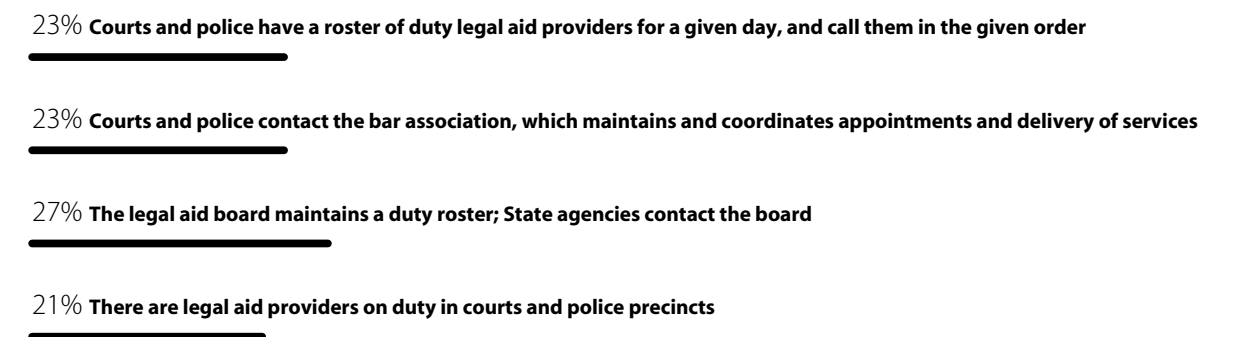 23% Courts and police have a roster of duty legal aid providers for a given day, and call them in the given order
23% Courts and police contact the bar association, which maintains and coordinates appointments and delivery of services
27% The legal aid board maintains a duty roster; State agencies contact the board
21% There are legal aid providers on duty in courts and police precincts